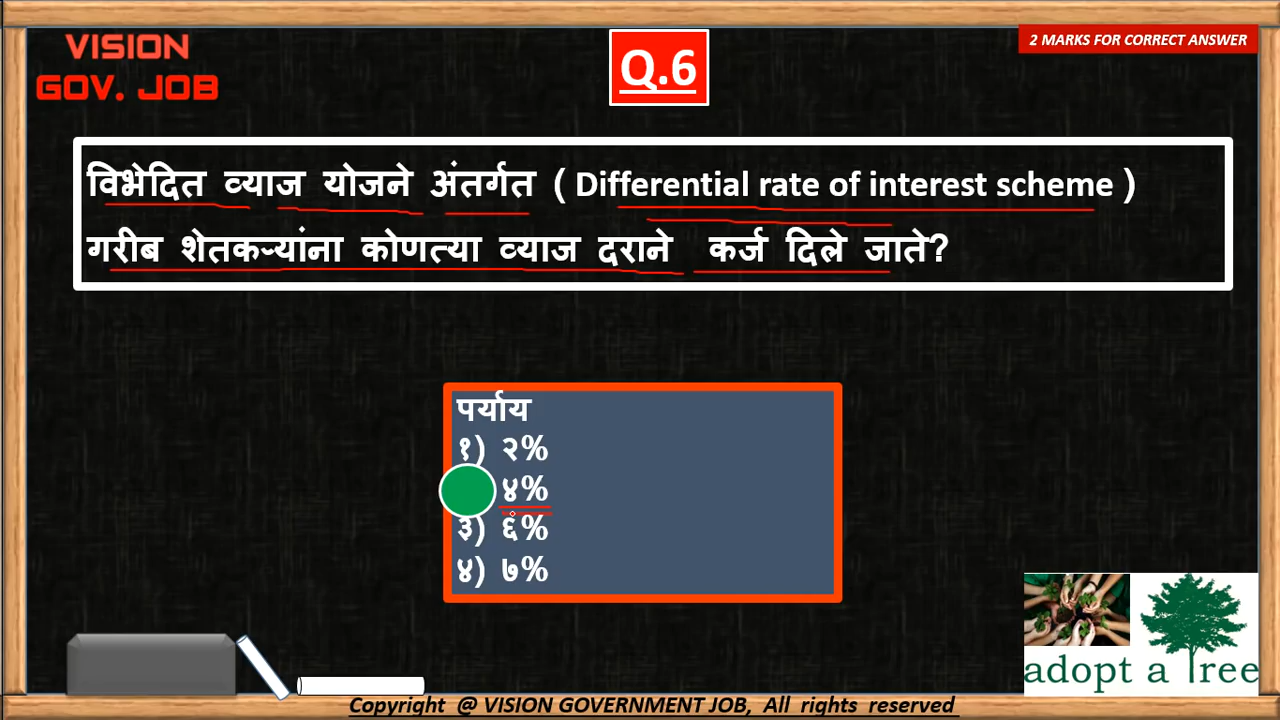 VISION
GOV. JOB
Q.6
2 MARKS FOR CORRECT ANSWER
विभेदित व्याज योजने अंतर्गत ( Differential rate of interest scheme )
गरीब शेतकऱ्यांना कोणत्या व्याज दराने कर्ज दिले जाते?
पर्याय
१) २%
४%
३) ६%
४) ७%
adopt a Tree
Copyright @ VISION GOVERNMENT JOB, All rights reserved